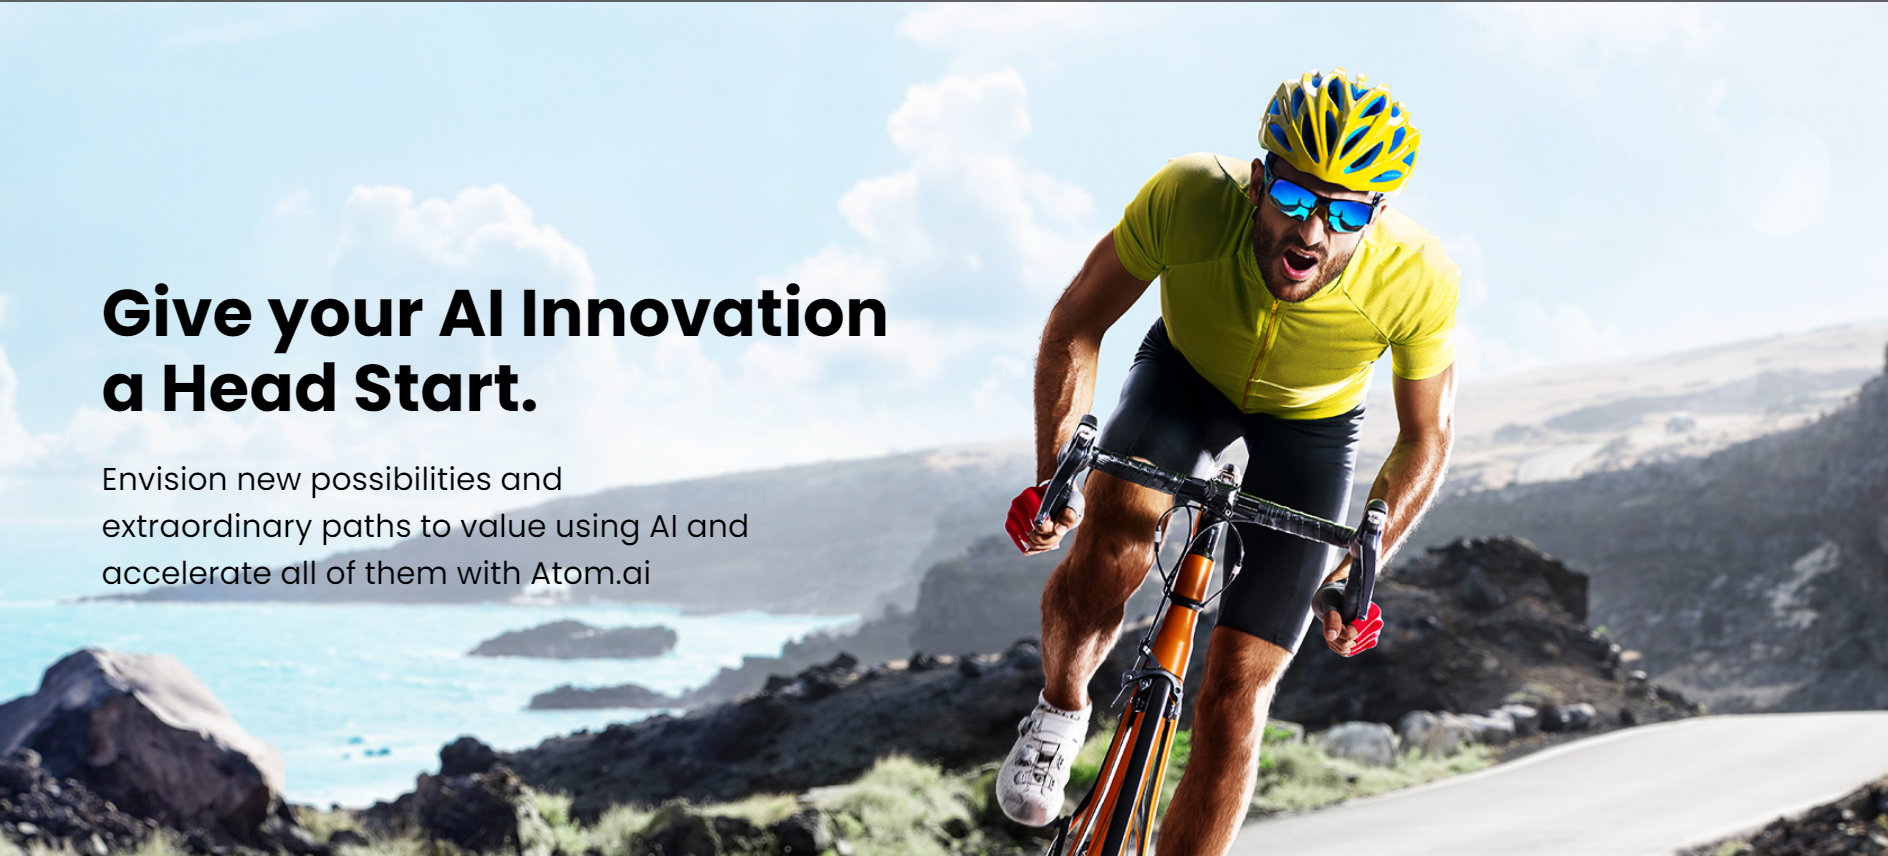 Give your AI Innovation
a Head Start.
Envision new possibilities and
extraordinary paths to value using AI and
accelerate all of them with Atom.ai